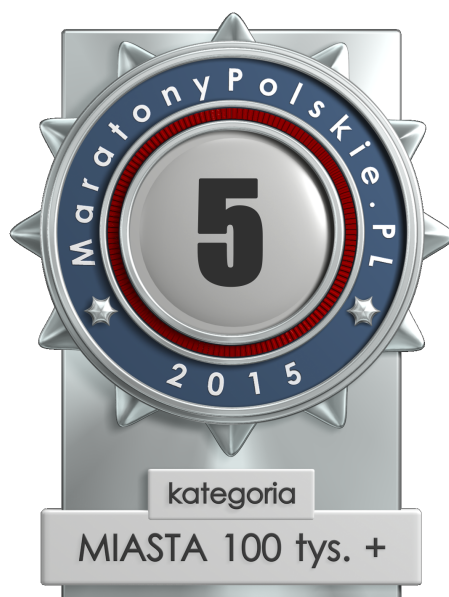 MaratonyPolskie.PL
5
2015
kategoria
MIASTA 100 tys. +